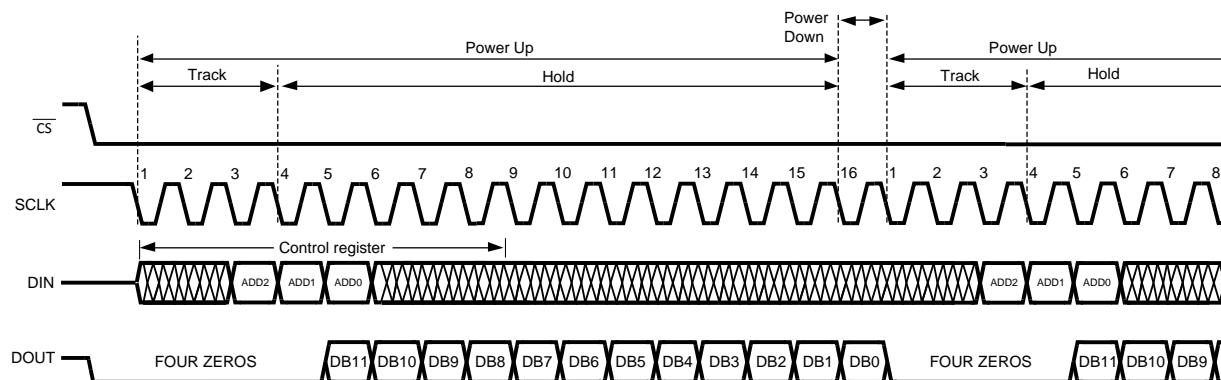 Power
Down
Power Up
Power Up
Track
Hold
Track
Hold
CS
1 2 3 4 5 6 7 8 9 10 11 12 13 14 15 16 1 2 3 4 5 6 7 8
SCLK
Control register
DIN
ADD2 ADD1 ADD0 ADD2 ADD1 ADD0
DOUT
FOUR ZEROS DB11 DB10 DB9 DB8 DB7 DB6 DB5 DB4 DB3 DB2 DB1 DB0 FOUR ZEROS DB11 DB10 DB9